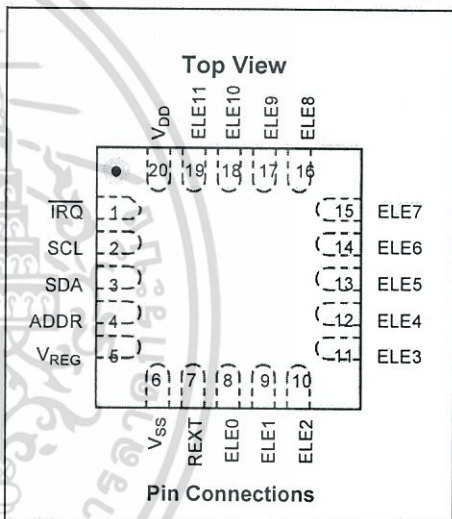 Top View
VDD
ELE11
ELE10
ELE9
ELE8
20
19
18
17
16
IRQ
1
15
ELE7
SCL
2
14
ELE6
SDA
3
13
ELE5
ADDR
4
12
ELE4
VREG
5
11
ELE3
6
7
8
9
10
VSS
REXT
ELE0
ELE1
ELE2
Pin Connections